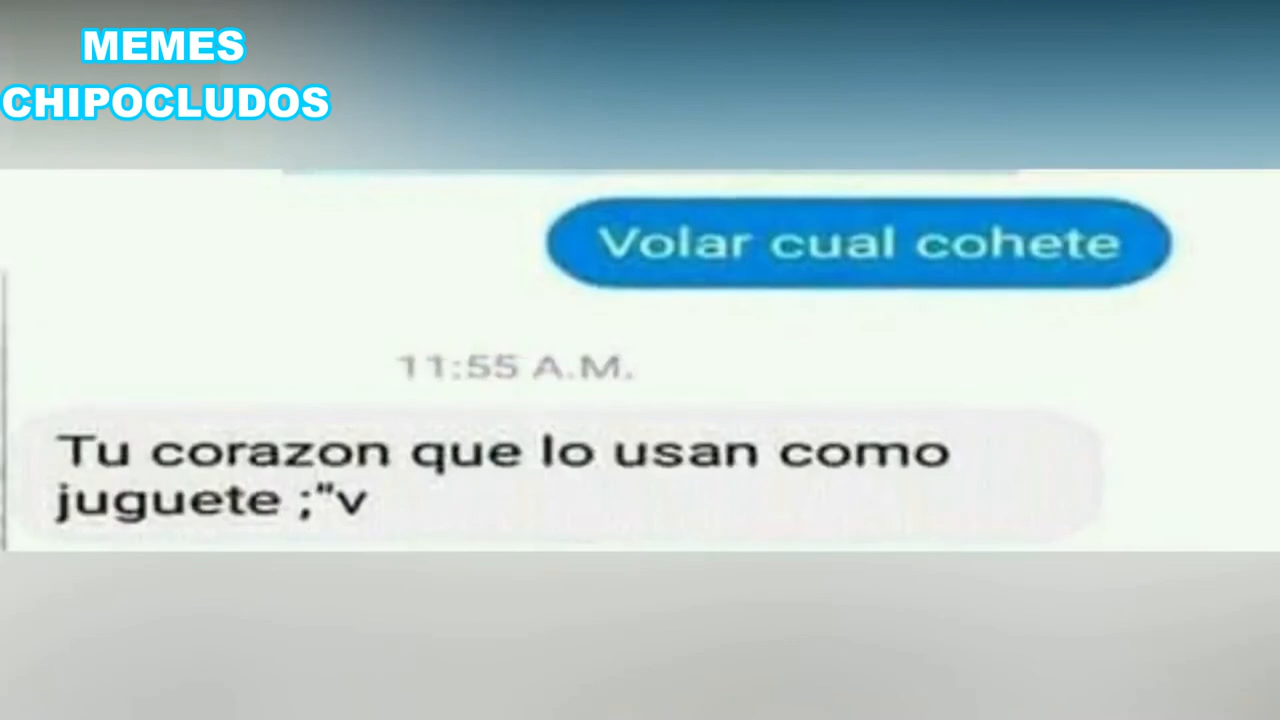 MEMES
CHIPOCLUDOS
Volar cual cohete
11:55 A.M.
Tu corazon que lo usan como
juguete ;"v